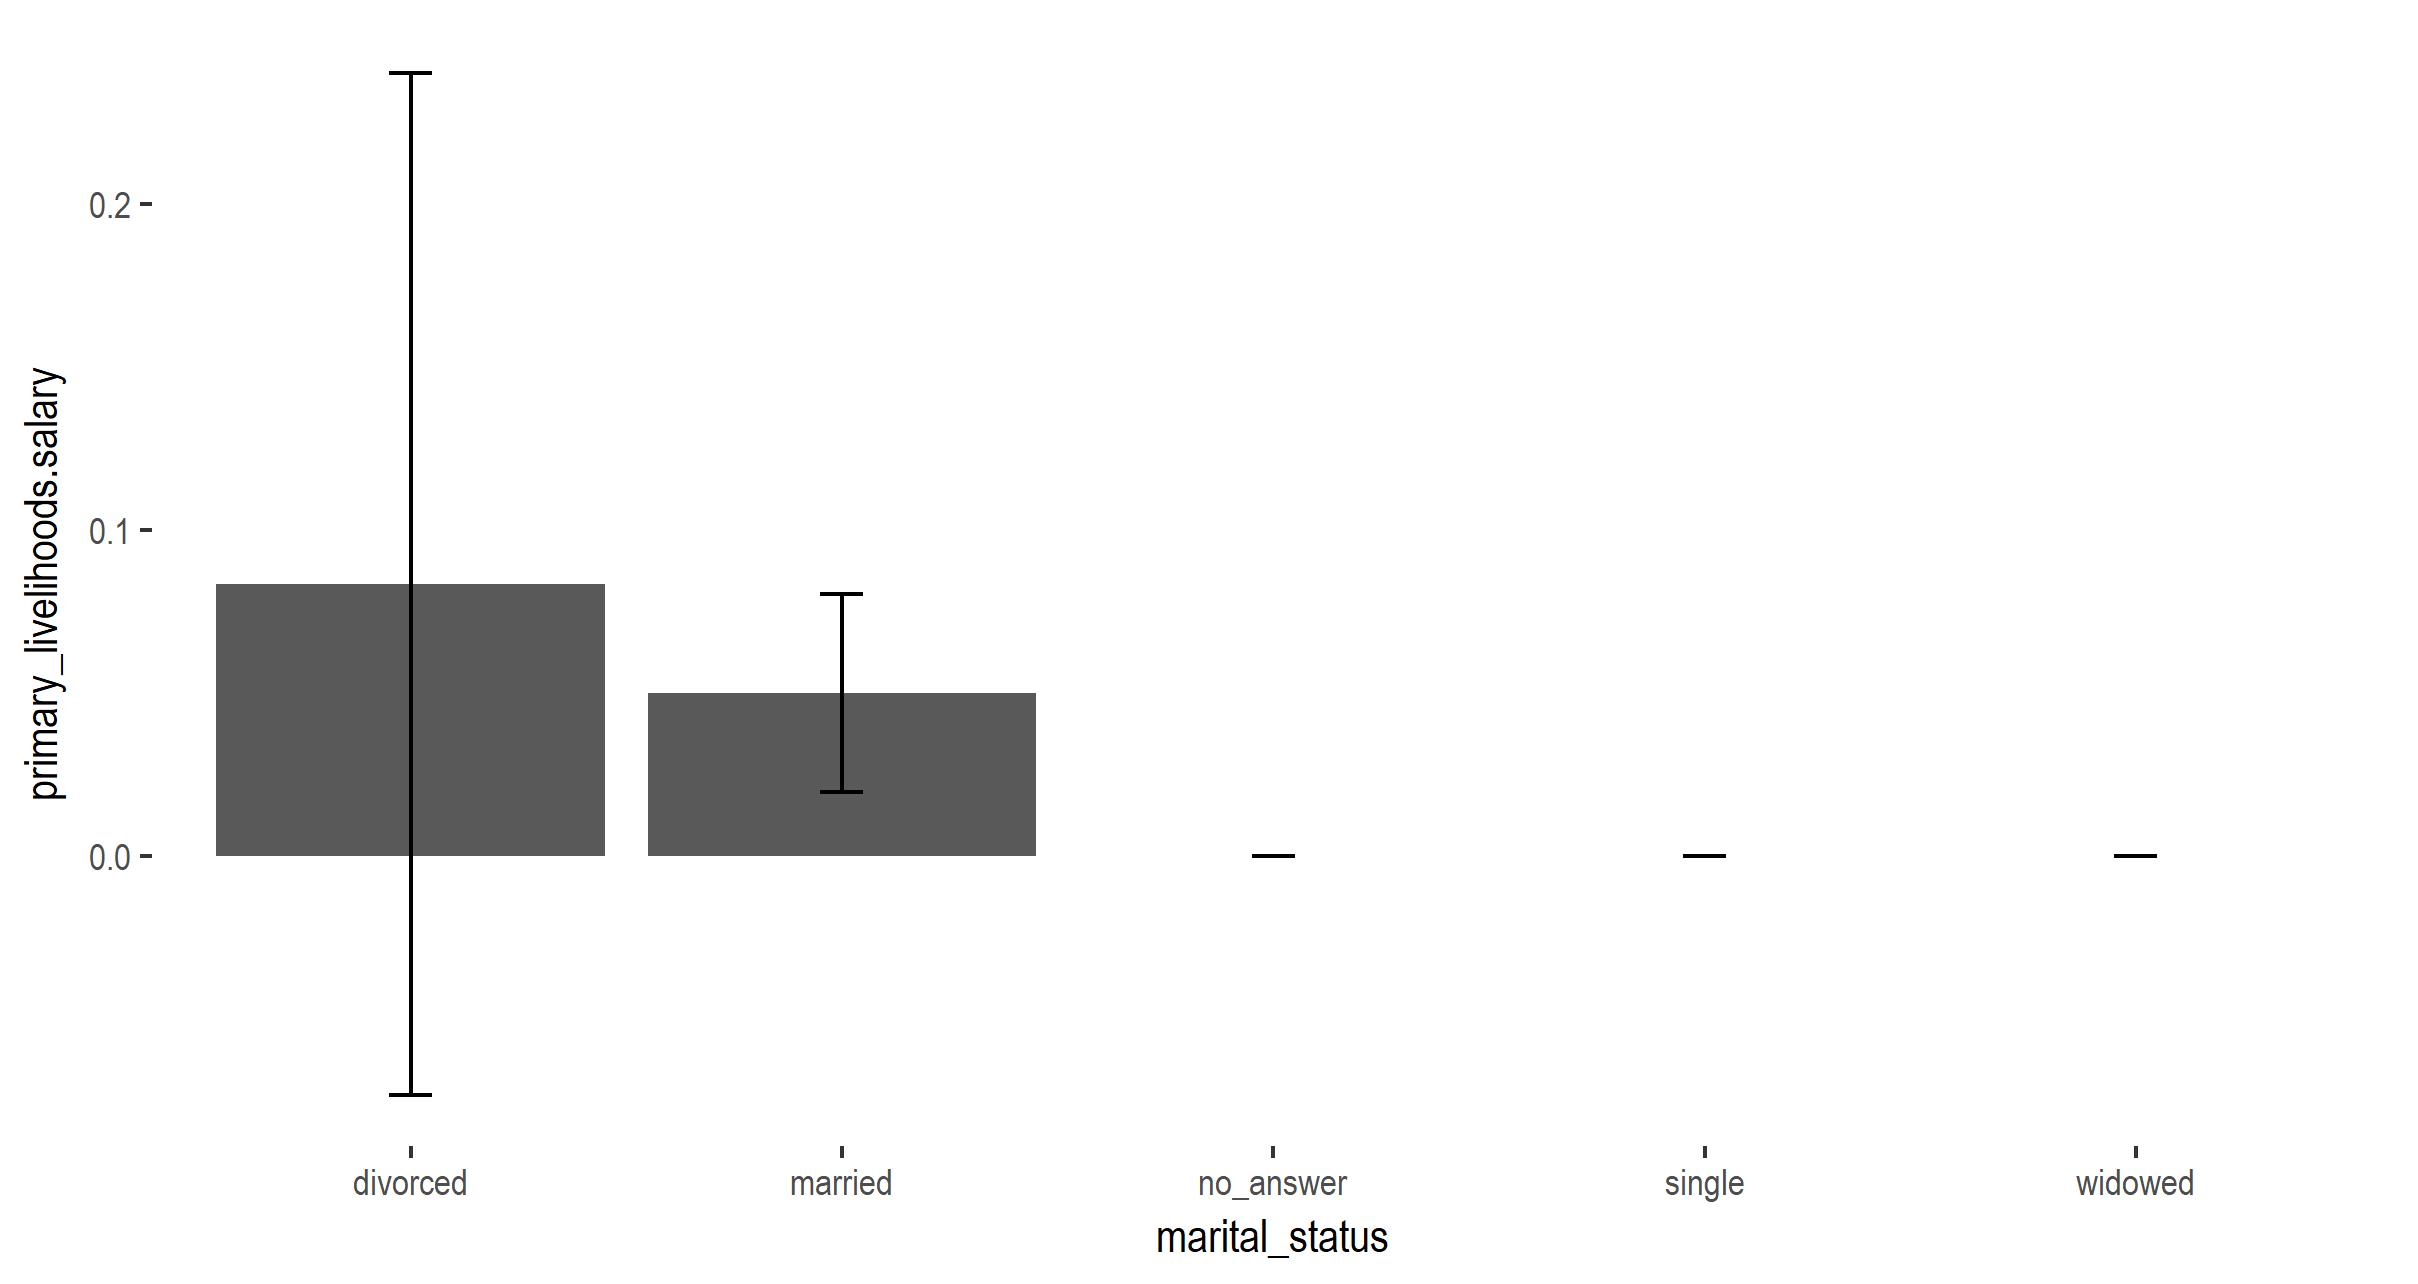 primary_livelihoods.salary
0.2
0.1
0.0
divorced married no_answer single widowed
marital_status